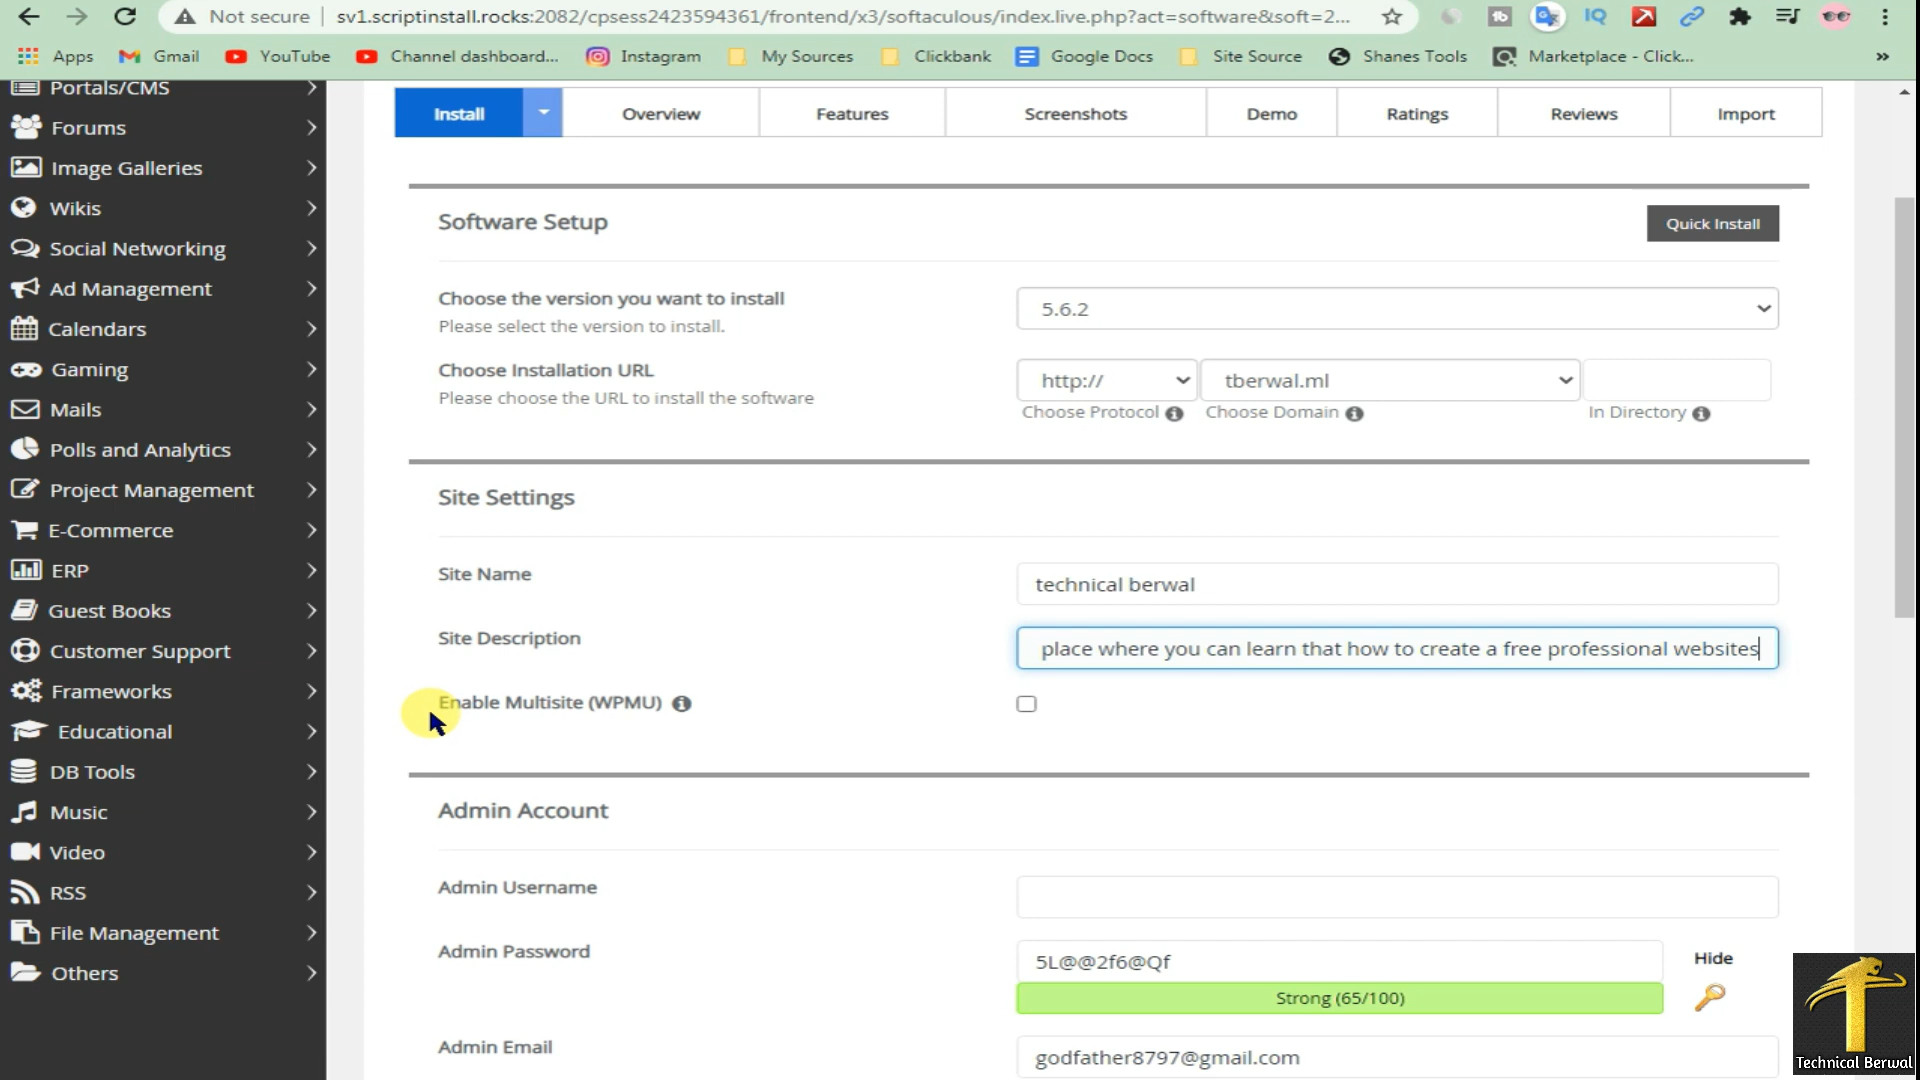 Not secure
sv1.scriptinstall.rocks:2082/cpsess2423594361/frontend/x3/softaculous/index.live.php?act=software&soft=2...
Apps
Gmail
YouTube
Channel dashboard...
Instagram
My Sources
Clickbank
Google Docs
Site Source
Shanes Tools
Marketplace - Click...
»
Portals/CMS
Forums
Image Galleries
Wikis
Social Networking
Ad Management
Calendars
Gaming
Mails
Polls and Analytics
Project Management
E-Commerce
ERP
Guest Books
Customer Support
Frameworks
Educational
DB Tools
Music
Video
RSS
File Management
Others
Install
Overview
Features
Screenshots
Demo
Ratings
Reviews
Import
Software Setup
Quick Install
Choose the version you want to install
Please select the version to install.
5.6.2
Choose Installation URL
Please choose the URL to install the software
http://
tberwal.ml
Choose Protocol
Choose Domain
In Directory
Site Settings
Site Name
technical berwal
Site Description
place where you can learn that how to create a free professional websites
Enable Multisite (WPMU)
Admin Account
Admin Username
Admin Password
5L@@2f6@Qf
Hide
Strong (65/100)
Admin Email
godfather8797@gmail.com
Technical Berwal